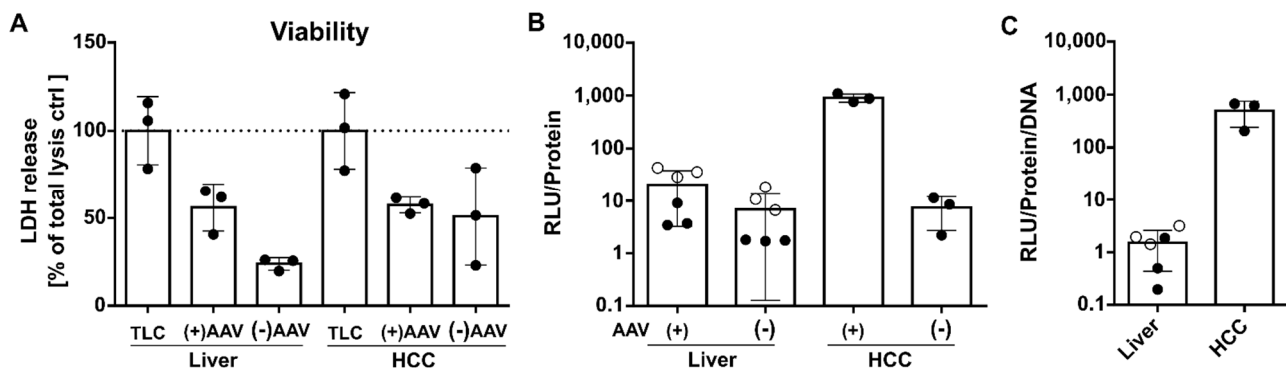 A
Viability
LDH release
[% of total lysis ctrl ]
150
100
50
0
TLC
(+)AAV
(-)AAV
TLC
(+)AAV
(-)AAV
Liver
HCC
B
RLU/Protein
10,000
1,000
100
10
1
0.1
AAV
(+)
(-)
(+)
(-)
Liver
HCC
C
RLU/Protein/DNA
10,000
1,000
100
10
1
0.1
Liver
HCC